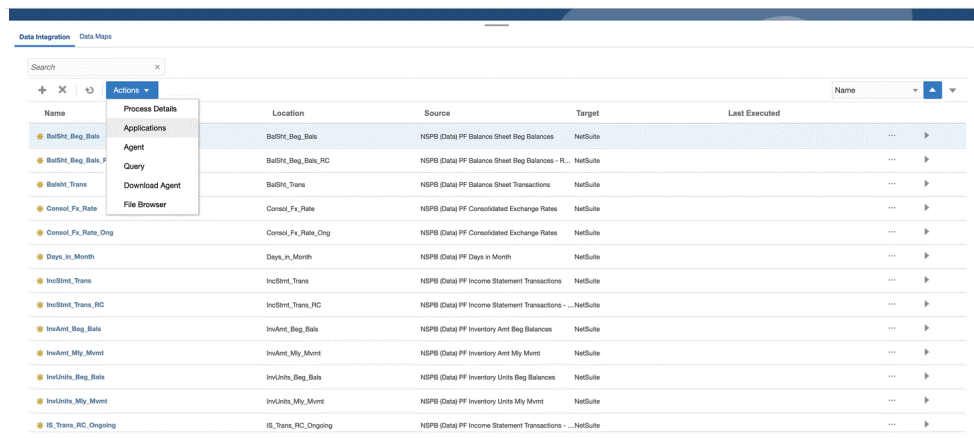 Data Integration Data Maps
Search ×
Actions Name
Process Details
Applications
Agent
Query
Download Agent
File Browser
Name Location Source Target Last Executed
BalSht_Beg_Bals BalSht_Beg_Bals NSPB (Data) PF Balance Sheet Beg Balances NetSuite ...
BalSht_Beg_Bals_F BalSht_Beg_Bals_RC NSPB (Data) PF Balance Sheet Beg Balances - R... NetSuite ...
Balsht_Trans BalSht_Trans NSPB (Data) PF Balance Sheet Transactions NetSuite ...
Consol_Fx_Rate Consol_Fx_Rate NSPB (Data) PF Consolidated Exchange Rates NetSuite ...
Consol_Fx_Rate_Ong Consol_Fx_Rate_Ong NSPB (Data) PF Consolidated Exchange Rates NetSuite ...
Days_in_Month Days_in_Month NSPB (Data) PF Days in Month NetSuite ...
IncStmt_Trans IncStmt_Trans NSPB (Data) PF Income Statement Transactions NetSuite ...
IncStmt_Trans_RC IncStmt_Trans_RC NSPB (Data) PF Income Statement Transactions - ... NetSuite ...
InvAmt_Beg_Bals InvAmt_Beg_Bals NSPB (Data) PF Inventory Amt Beg Balances NetSuite ...
InvAmt_Mly_Mvmt InvAmt_Mly_Mvmt NSPB (Data) PF Inventory Amt Mly Mvmt NetSuite ...
InvUnits_Beg_Bals InvUnits_Beg_Bals NSPB (Data) PF Inventory Units Beg Balances NetSuite ...
InvUnits_Mly_Mvmt InvUnits_Mly_Mvmt NSPB (Data) PF Inventory Units Mly Mvmt NetSuite ...
IS_Trans_RC_Ongoing IS_Trans_RC_Ongoing NSPB (Data) PF Income Statement Transactions - ... NetSuite ...